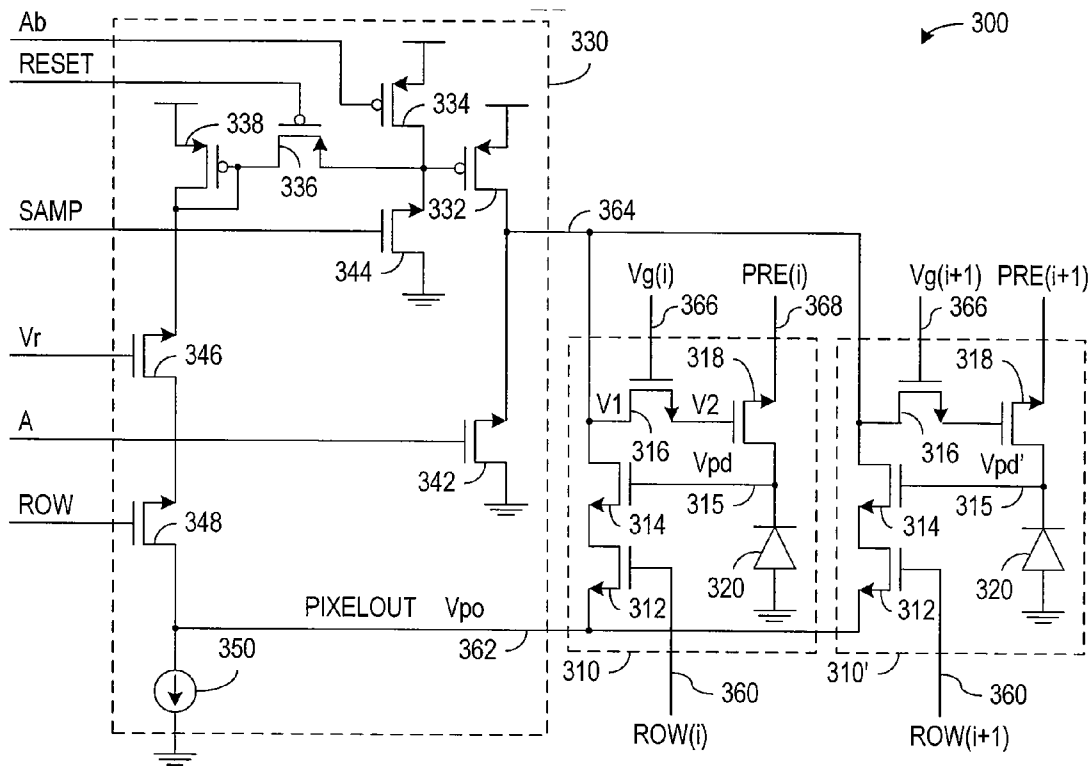 Ab
300
RESET
330
334
338
336
332
SAMP
364
344
Vg(i)
PRE(i)
Vg(i+1)
PRE(i+1)
366
368
366
Vr
346
318
318
V1
V2
A
316
316
Vpd
Vpd'
342
315
315
ROW
348
314
314
320
320
312
312
PIXELOUT Vpo
350
362
310
360
310'
360
ROW(i)
ROW(i+1)